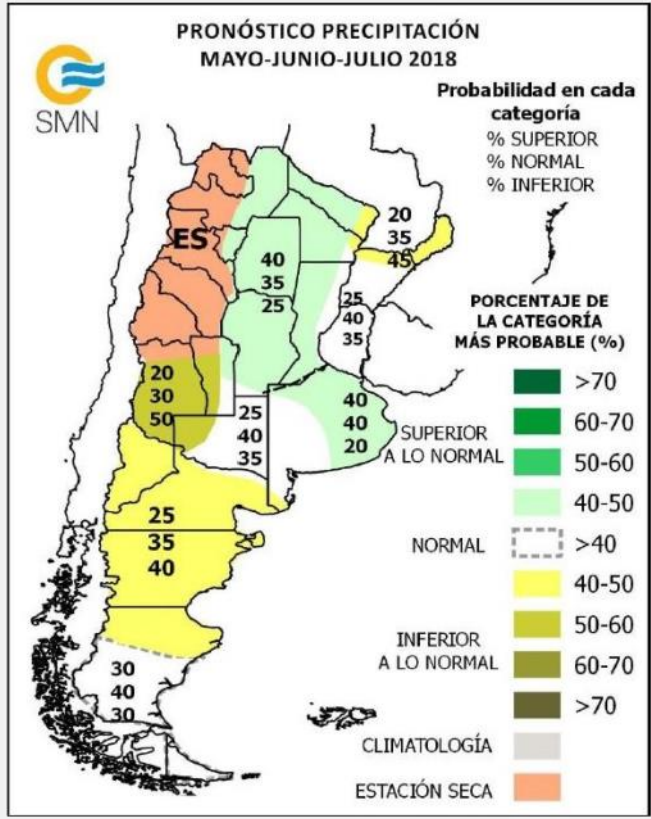 PRONÓSTICO PRECIPITACIÓN
MAYO-JUNIO-JULIO 2018
SMN
Probabilidad en cada
categoría
% SUPERIOR
% NORMAL
% INFERIOR
ES
20
35
45
40
35
25
25
40
35
20
30
50
25
40
35
40
40
20
25
35
40
30
40
30
PORCENTAJE DE
LA CATEGORÍA
MÁS PROBABLE (%)
>70
60-70
SUPERIOR
A LO NORMAL
50-60
40-50
NORMAL
>40
40-50
50-60
INFERIOR
A LO NORMAL
60-70
>70
CLIMATOLOGÍA
ESTACIÓN SECA